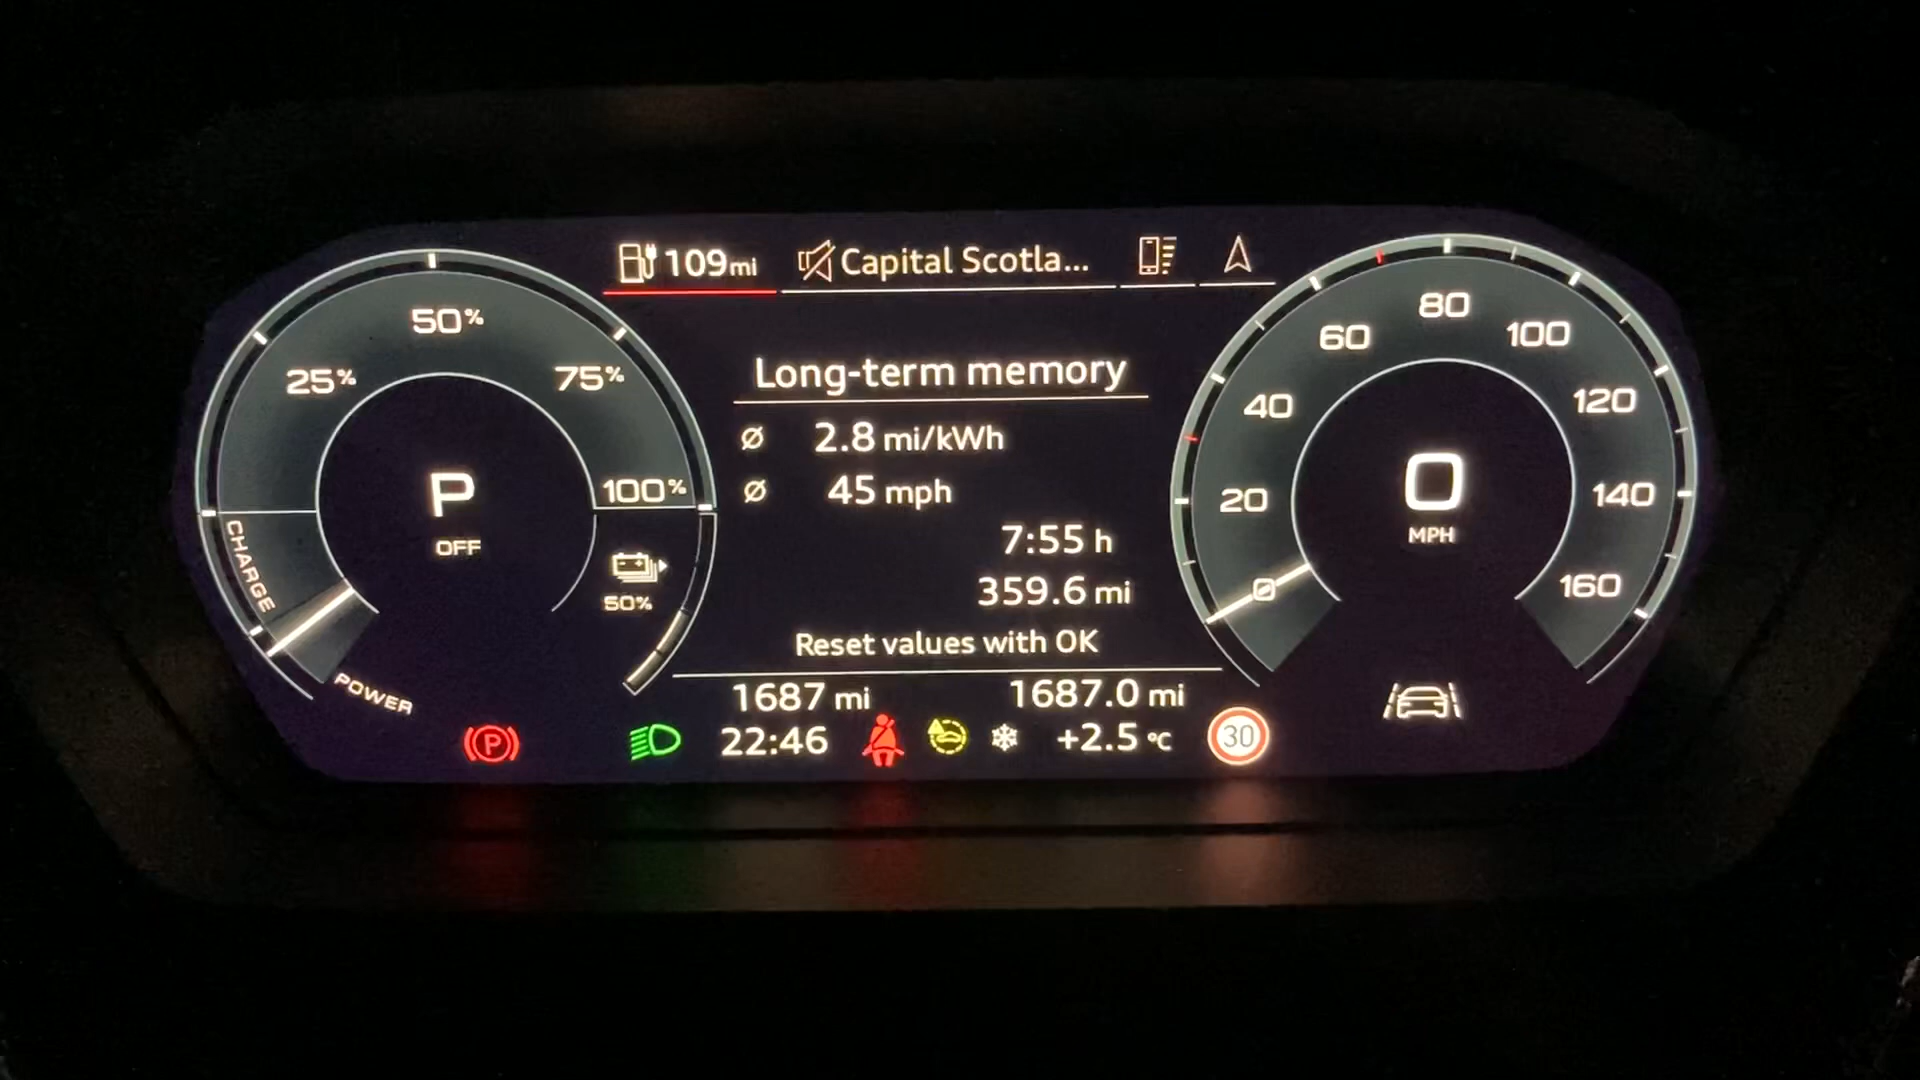 109mi
Capital Scotla...
50%
25%
75%
100%
CHARGE
POWER
P
OFF
50%
Long-term memory
Ø 2.8 mi/kWh
Ø 45 mph
7:55 h
359.6 mi
Reset values with OK
1687 mi 1687.0 mi
P
22:46
+2.5 °C
30
0
20
40
60
80
100
120
140
160
0
MPH